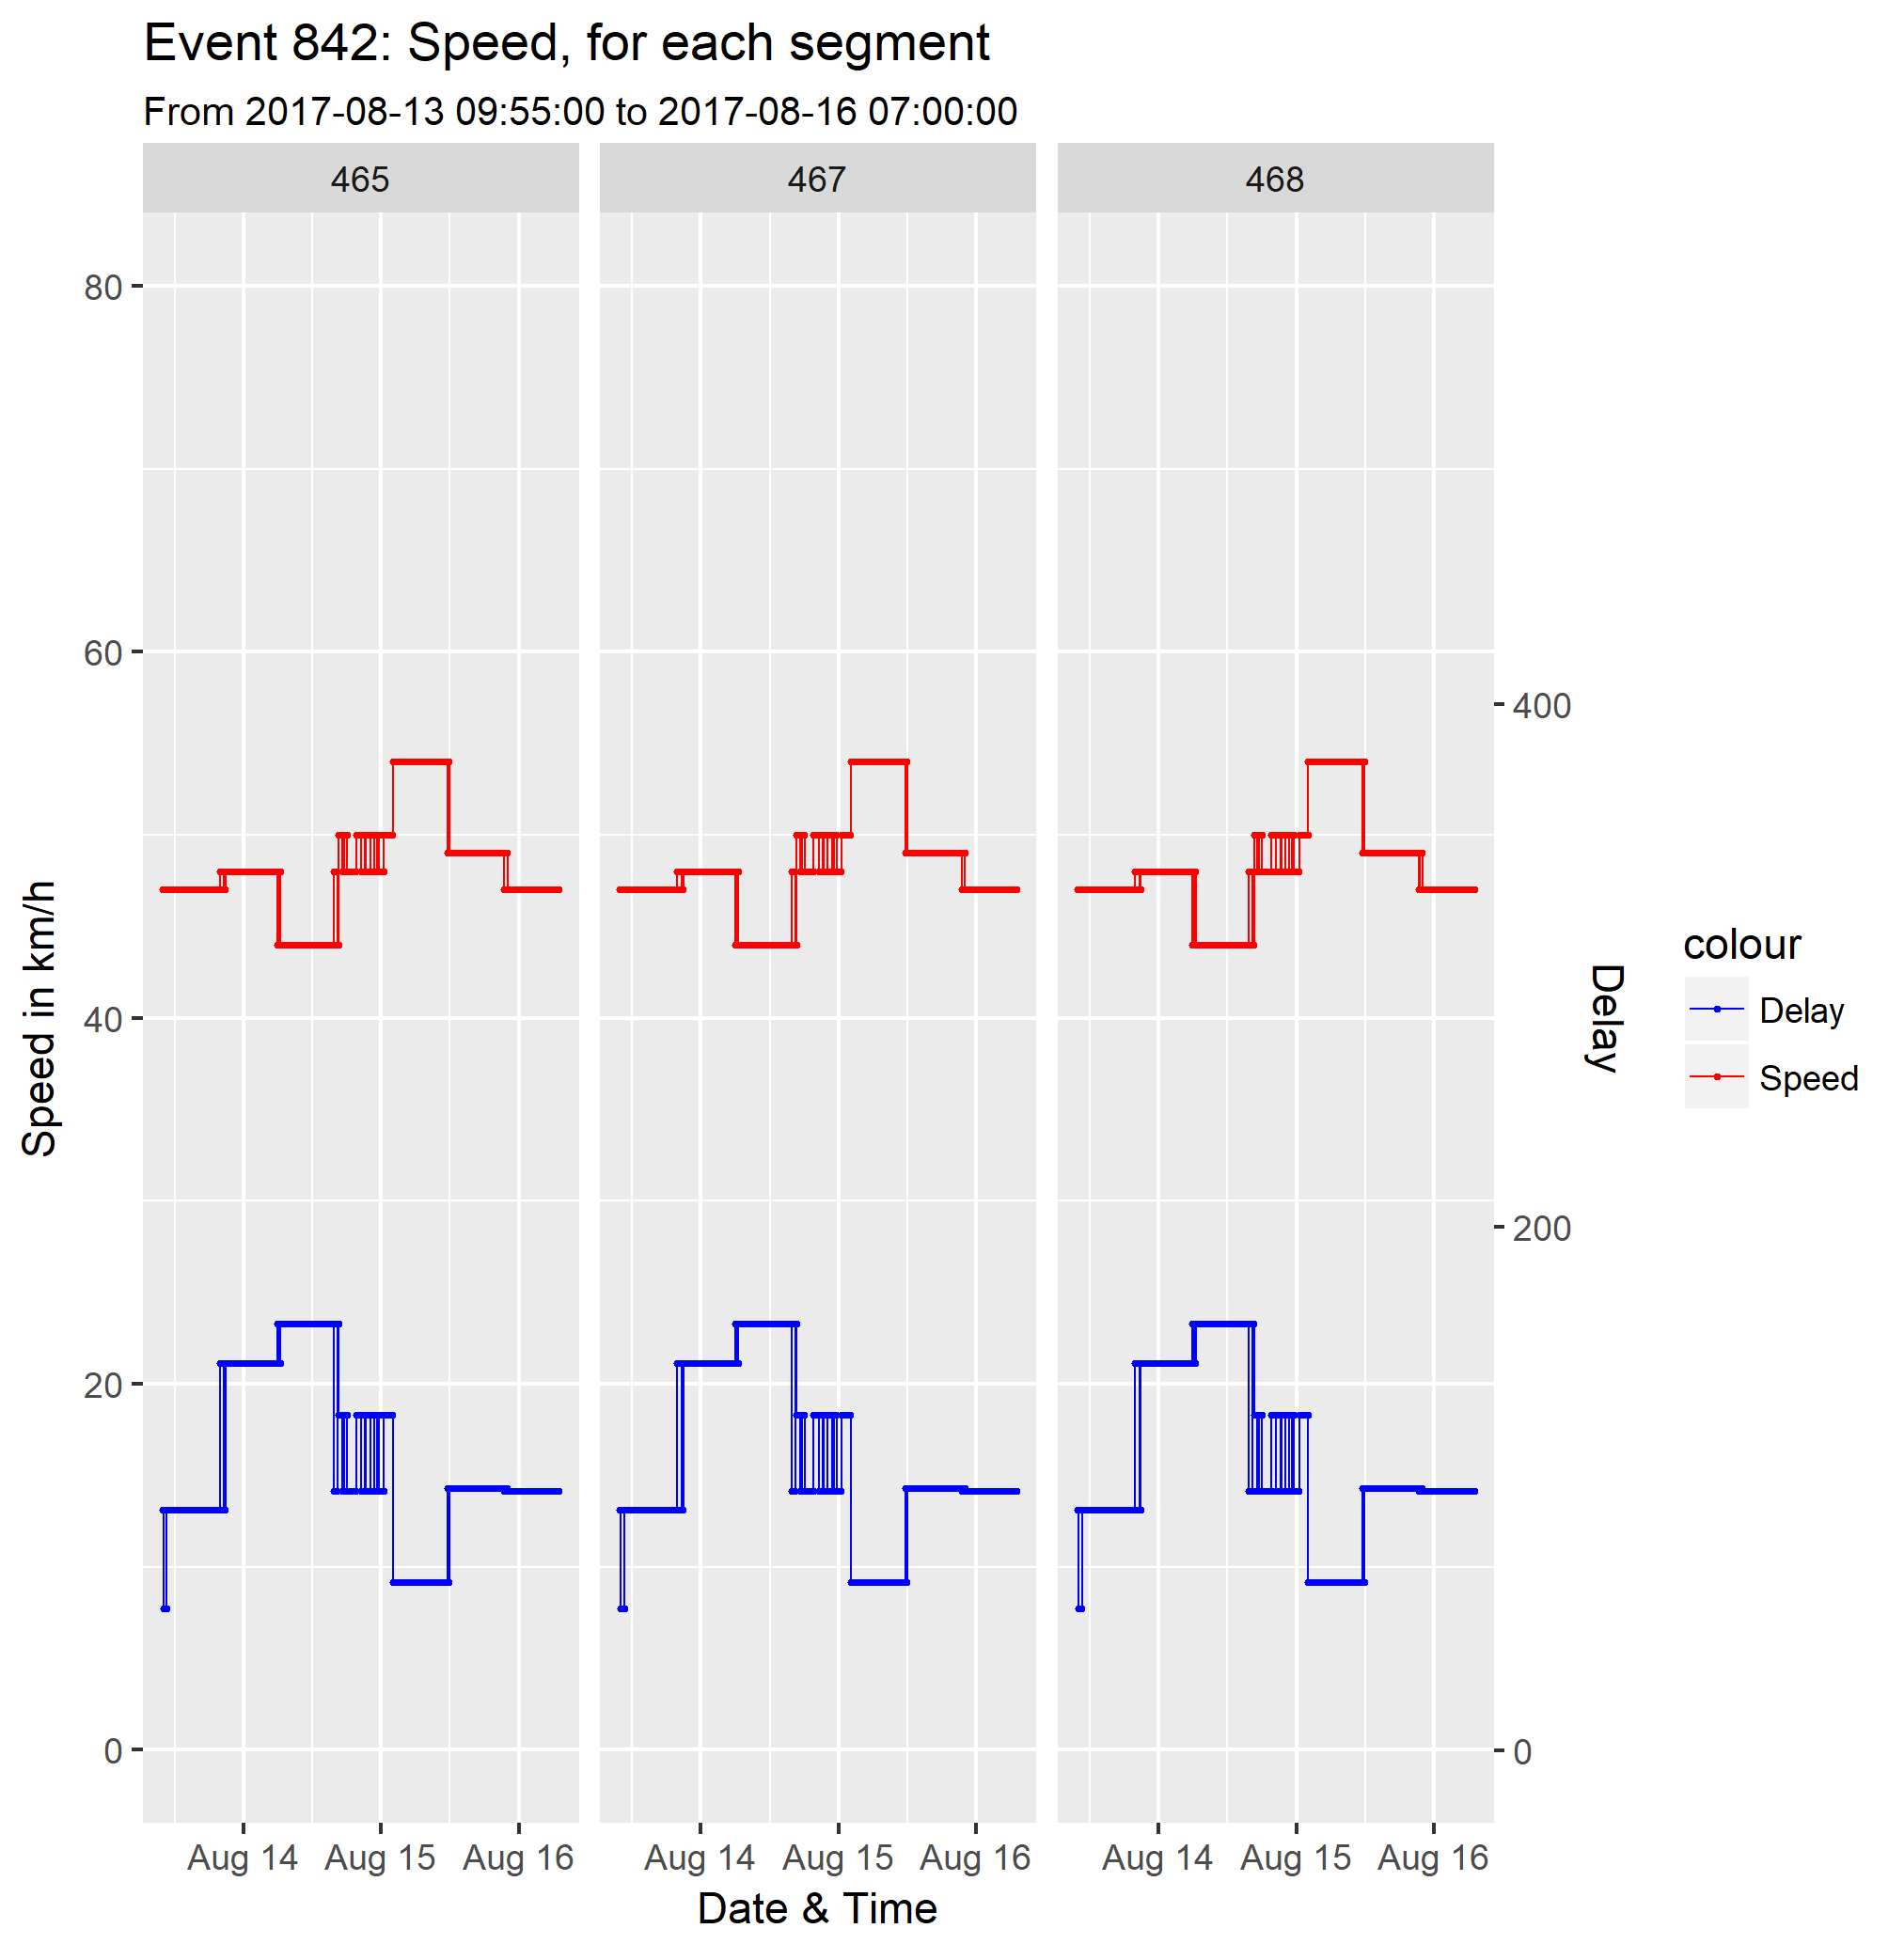 Event 842: Speed, for each segment
From 2017-08-13 09:55:00 to 2017-08-16 07:00:00
465 467 468
80
60
40
20
0
Speed in km/h
400
200
0
Delay
colour
Delay
Speed
Aug 14 Aug 15 Aug 16 Aug 14 Aug 15 Aug 16 Aug 14 Aug 15 Aug 16
Date & Time